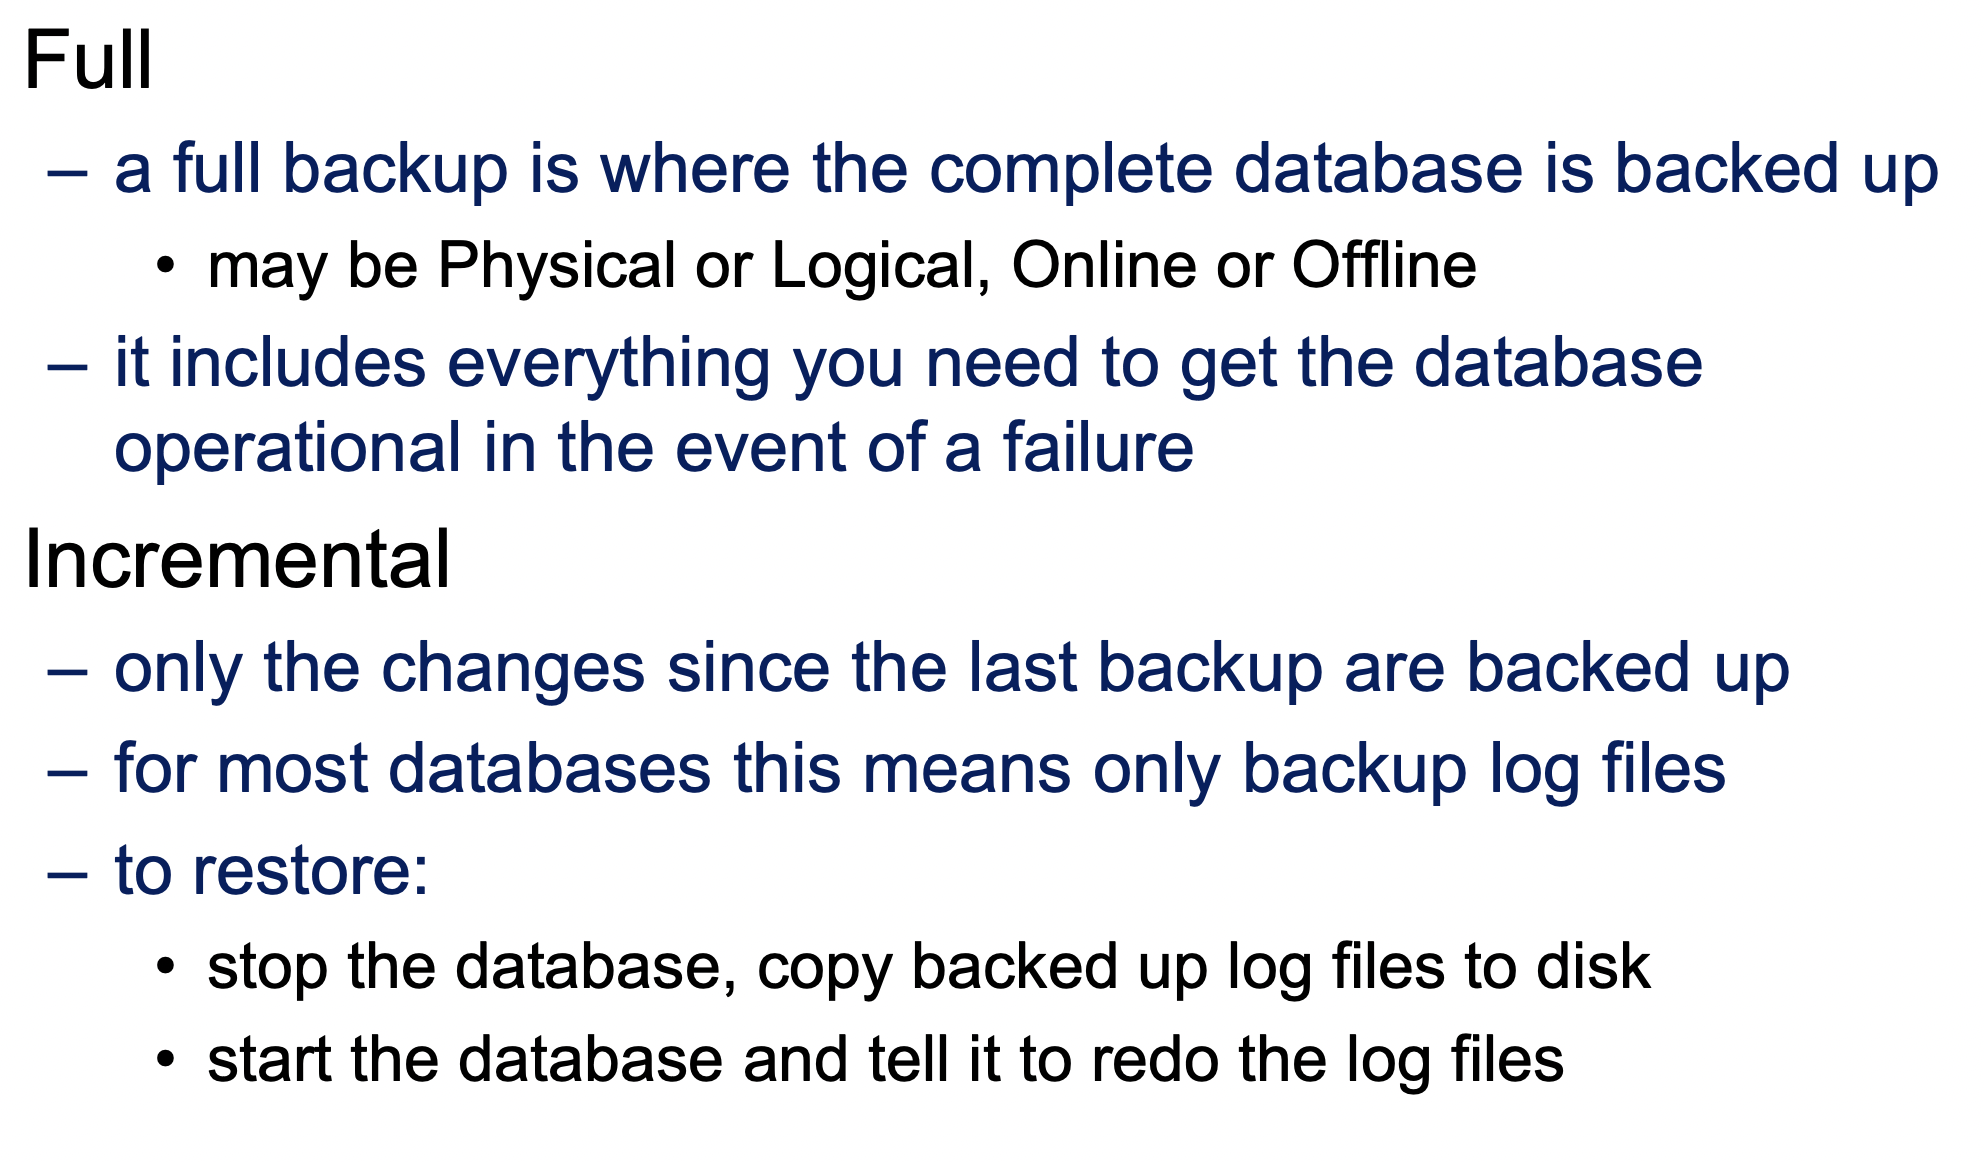 Full
– a full backup is where the complete database is backed up
• may be Physical or Logical, Online or Offline
– it includes everything you need to get the database
operational in the event of a failure
Incremental
– only the changes since the last backup are backed up
– for most databases this means only backup log files
– to restore:
• stop the database, copy backed up log files to disk
• start the database and tell it to redo the log files